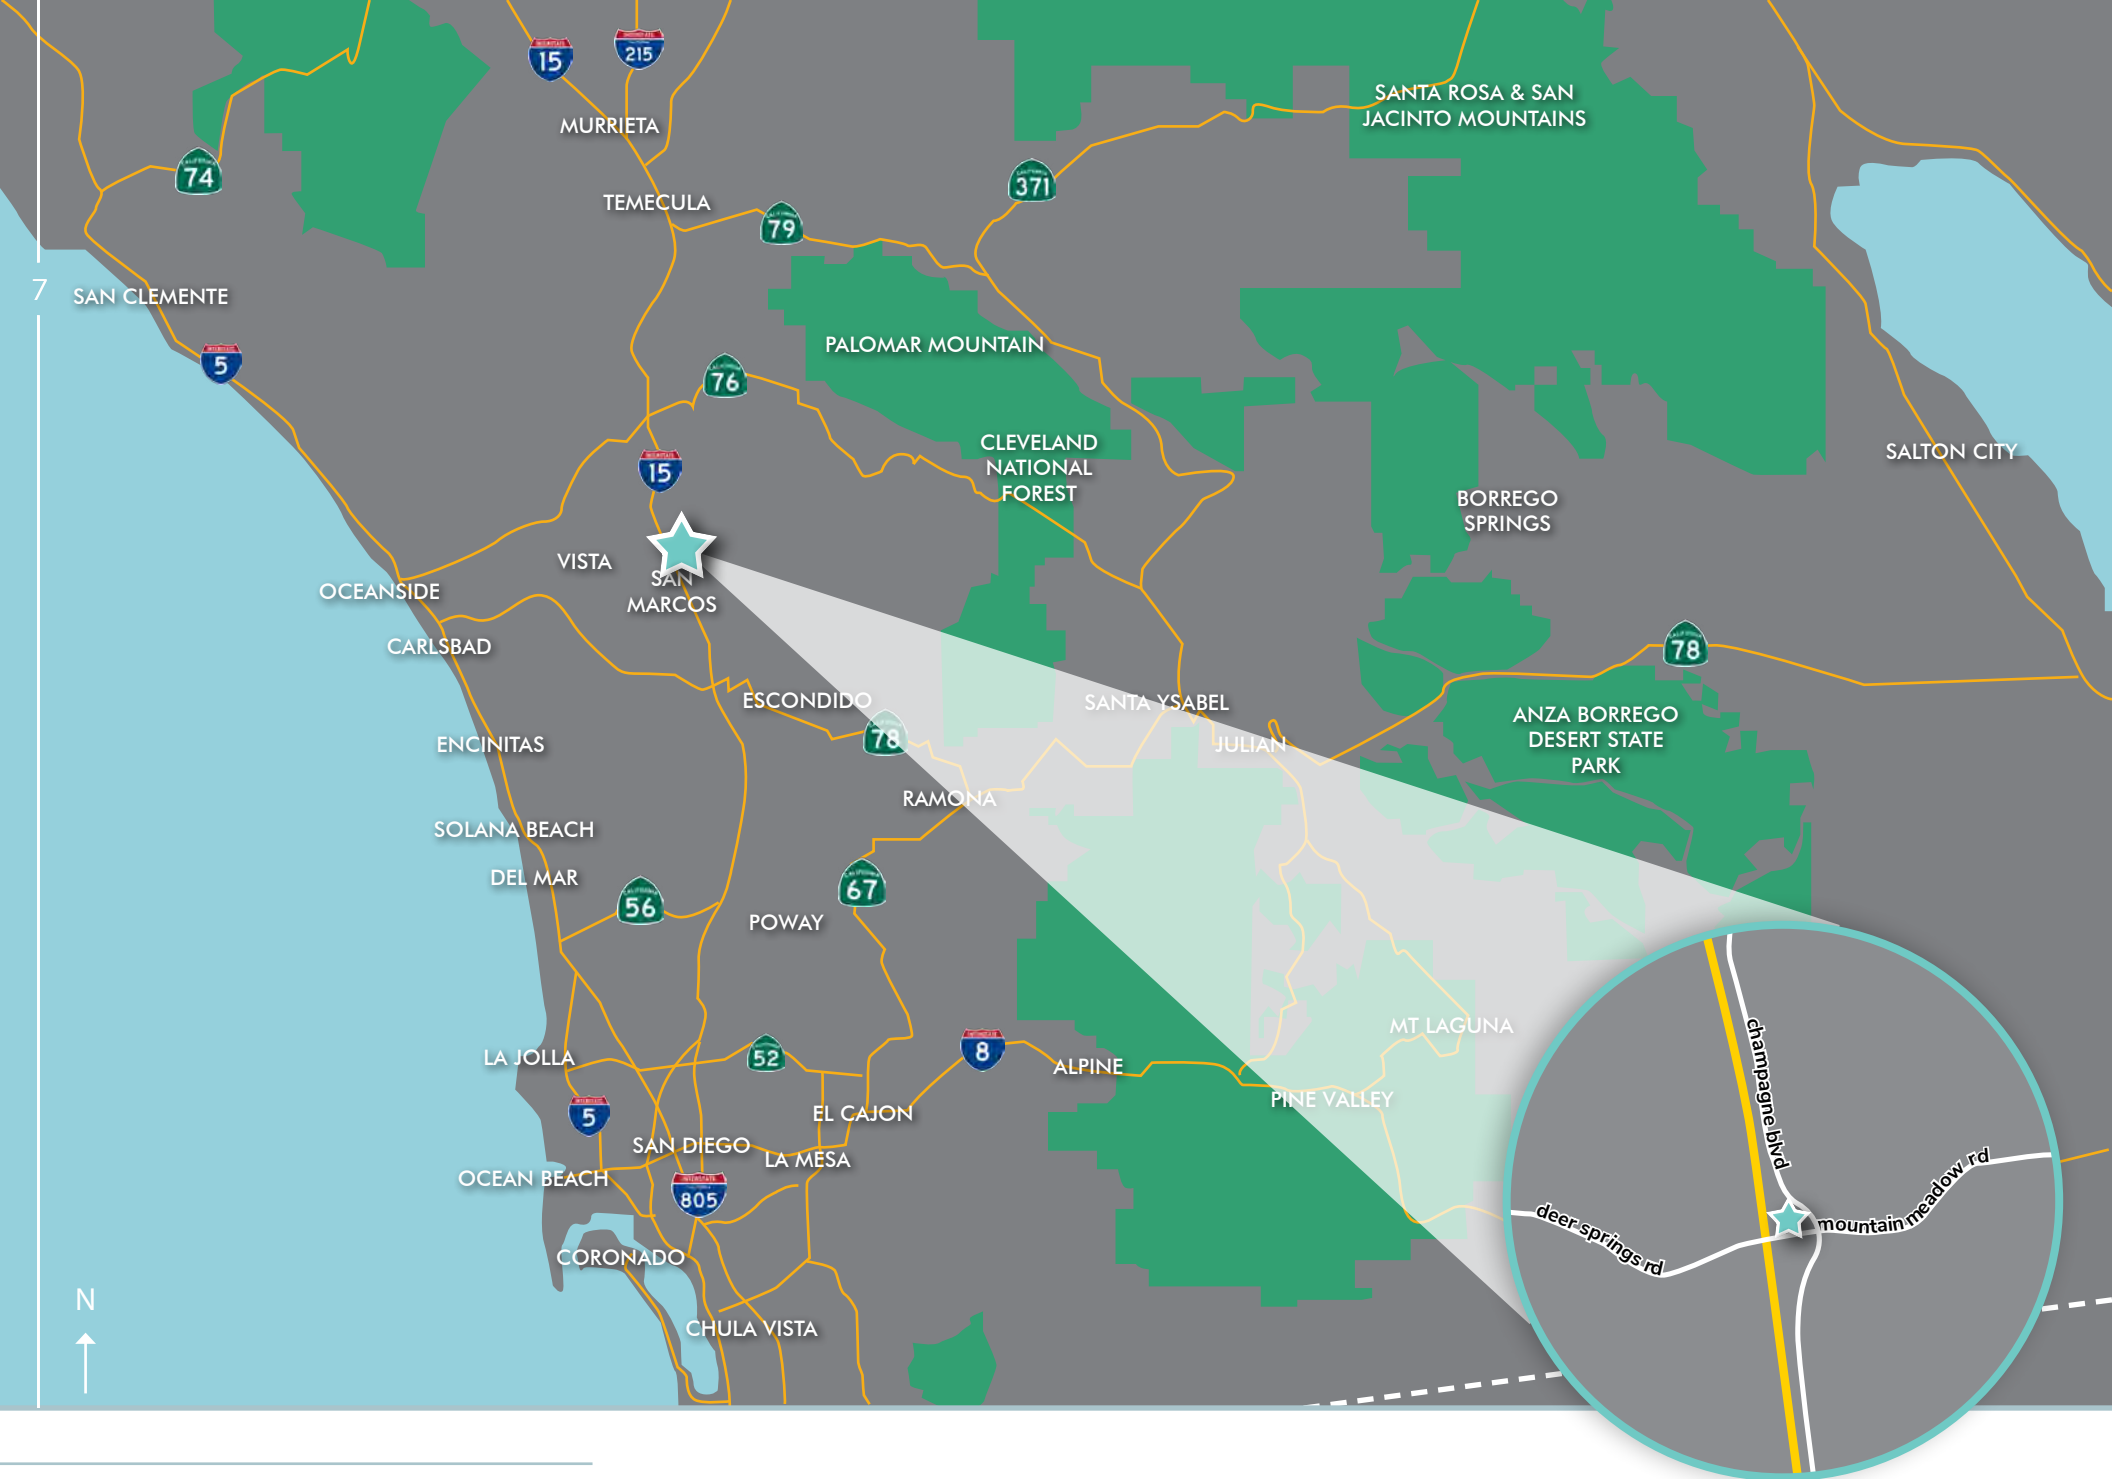 15
215
SANTA ROSA & SAN
JACINTO MOUNTAINS
MURRIETA
74
371
TEMECULA
79
7
SAN CLEMENTE
PALOMAR MOUNTAIN
5
76
CLEVELAND
NATIONAL
FOREST
SALTON CITY
15
BORREGO
SPRINGS
VISTA
SAN
MARCOS
OCEANSIDE
CARLSBAD
78
ESCONDIDO
SANTA YSABEL
ANZA BORREGO
DESERT STATE
PARK
78
ENCINITAS
JULIAN
RAMONA
SOLANA BEACH
DEL MAR
67
56
POWAY
MT LAGUNA
champagne blvd
LA JOLLA
52
8
ALPINE
PINE VALLEY
5
EL CAJON
SAN DIEGO
LA MESA
OCEAN BEACH
805
mountain meadow rd
deer springs rd
CORONADO
N
CHULA VISTA